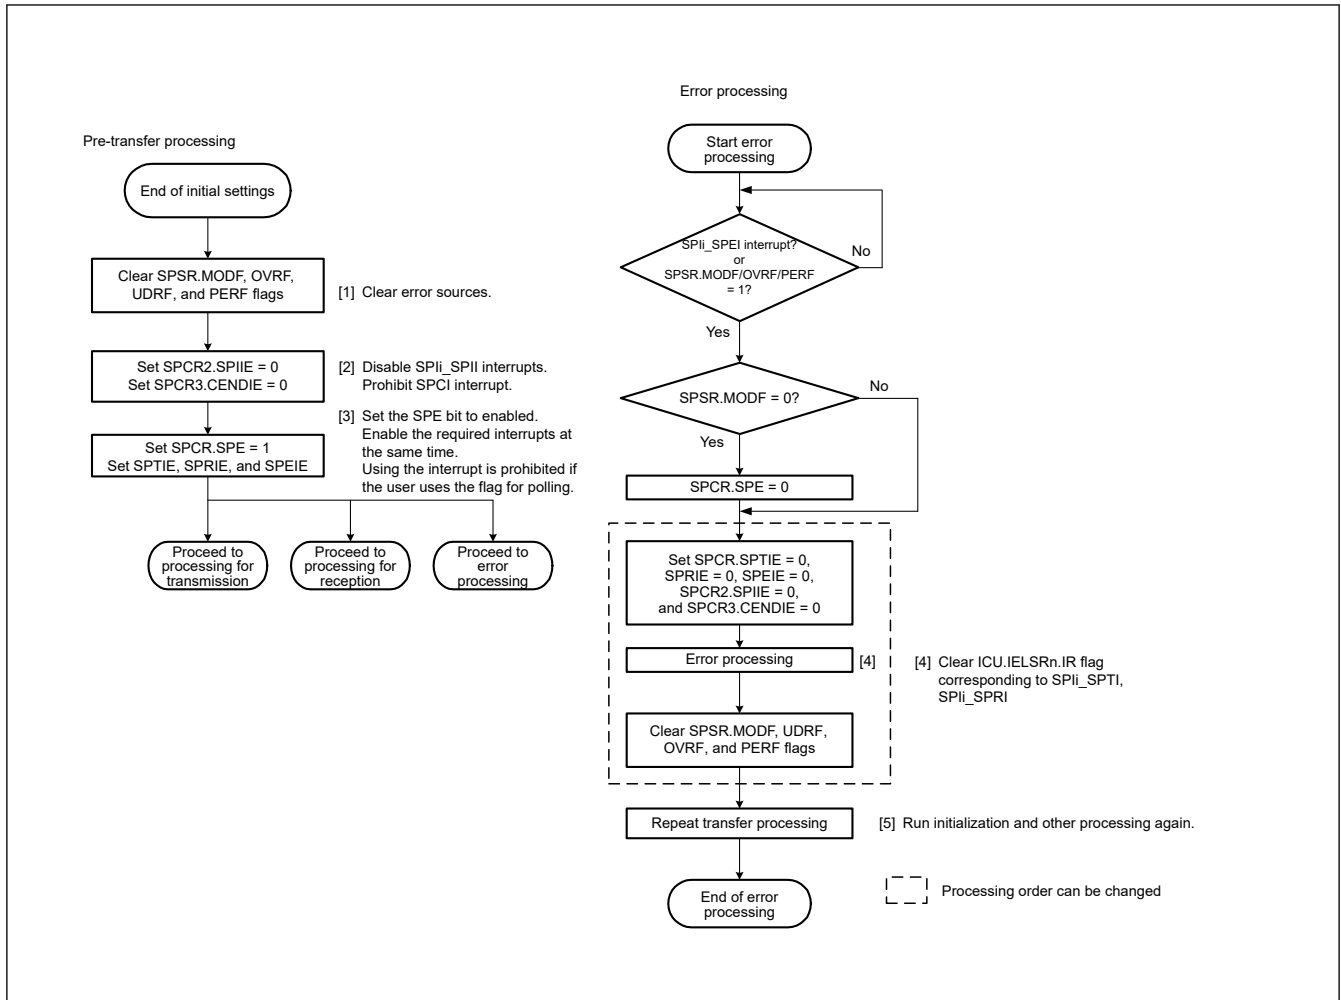 Pre-transfer processing
End of initial settings
Clear SPSR.MODF, OVRF,
UDRF, and PERF flags
[1] Clear error sources.
Set SPCR2.SPIIE = 0
Set SPCR3.CENDIE = 0
[2] Disable SPIi_SPII interrupts.
Prohibit SPCI interrupt.
Set SPCR.SPE = 1
Set SPTIE, SPRIE, and SPEIE
[3] Set the SPE bit to enabled.
Enable the required interrupts at
the same time.
Using the interrupt is prohibited if
the user uses the flag for polling.
Proceed to
processing for
transmission
Proceed to
processing for
reception
Proceed to
error
processing
Error processing
Start error
processing
SPIi_SPEI interrupt?
or
SPSR.MODF/OVRF/PERF
= 1?
No
Yes
SPSR.MODF = 0?
No
Yes
SPCR.SPE = 0
Set SPCR.SPTIE = 0,
SPRIE = 0, SPEIE = 0,
SPCR2.SPIIE = 0,
and SPCR3.CENDIE = 0
Error processing
[4]
[4] Clear ICU.IELSRn.IR flag
corresponding to SPIi_SPTI,
SPIi_SPRI
Clear SPSR.MODF, UDRF,
OVRF, and PERF flags
Repeat transfer processing
[5] Run initialization and other processing again.
End of error
processing
Processing order can be changed